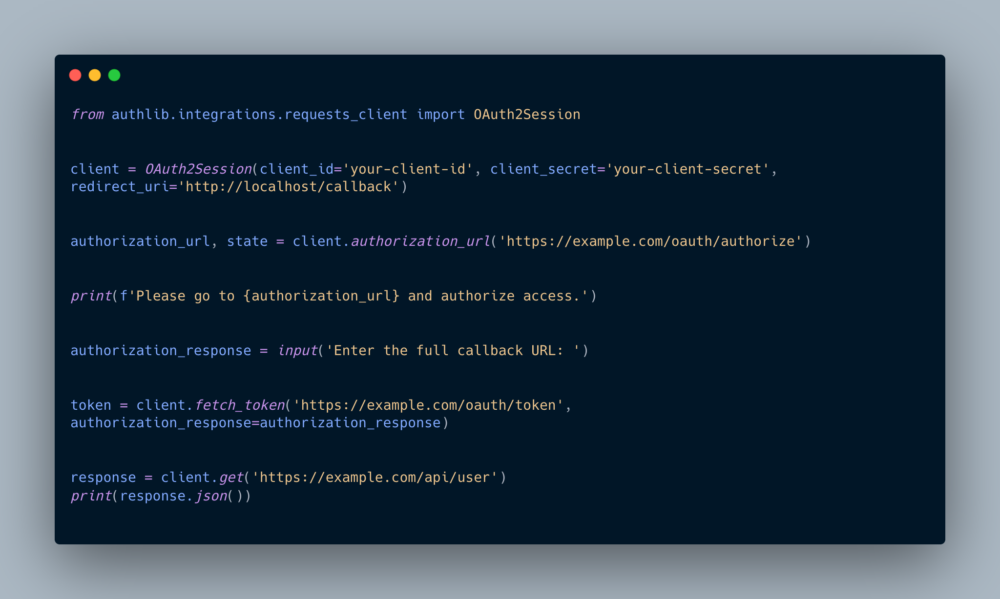 from authlib.integrations.requests_client import OAuth2Session
client = OAuth2Session(client_id='your-client-id', client_secret='your-client-secret',
redirect_uri='http://localhost/callback')
authorization_url, state = client.authorization_url('https://example.com/oauth/authorize')
print(f'Please go to {authorization_url} and authorize access.')
authorization_response = input('Enter the full callback URL: ')
token = client.fetch_token('https://example.com/oauth/token',
authorization_response=authorization_response)
response = client.get('https://example.com/api/user')
print(response.json())